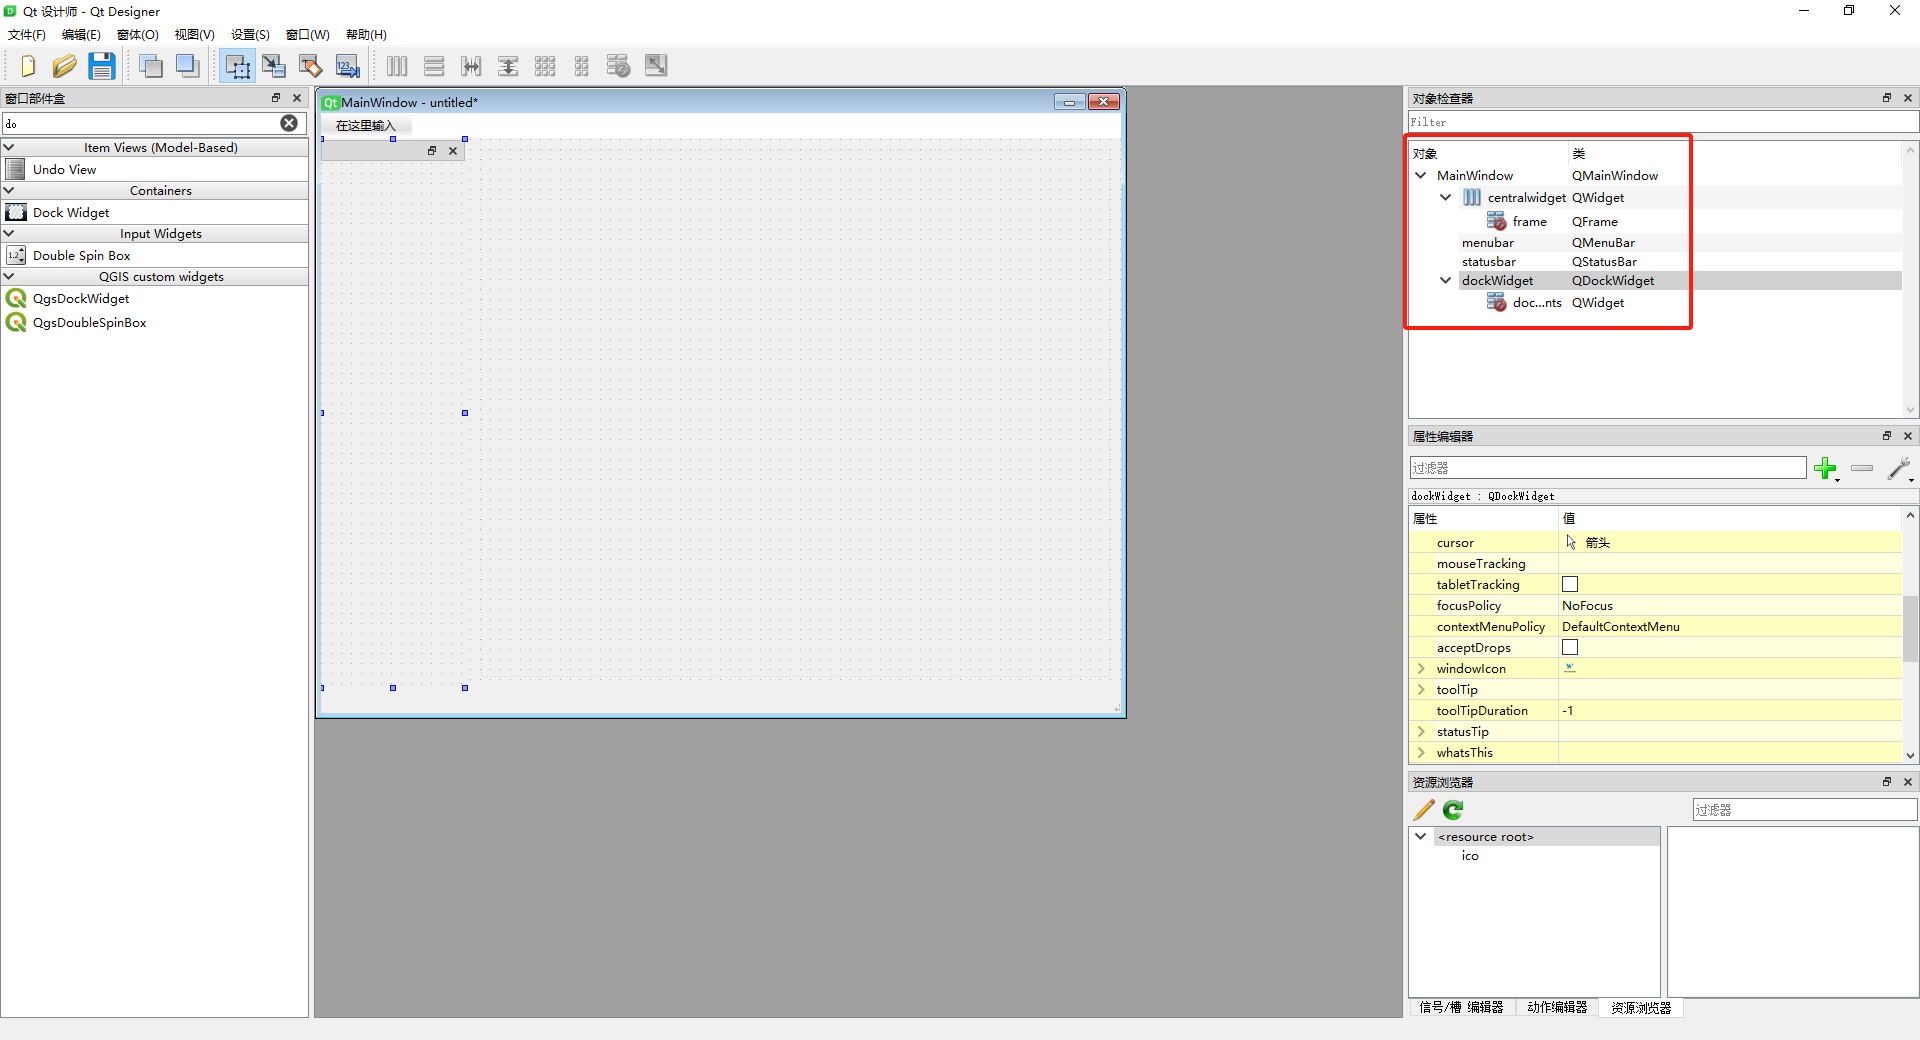 Qt 设计师 - Qt Designer
文件(F) 编辑(E) 窗体(O) 视图(V) 设置(S) 窗口(W) 帮助(H)
123
窗口部件盒
do
Item Views (Model-Based)
Undo View
Containers
Dock Widget
Input Widgets
1.2
Double Spin Box
QGIS custom widgets
QgsDockWidget
QgsDoubleSpinBox
Qt MainWindow - untitled*
在这里输入
对象检查器
Filter
对象 类
MainWindow QMainWindow
centralwidget QWidget
frame QFrame
menubar QMenuBar
statusbar QStatusBar
dockWidget QDockWidget
doc...nts QWidget
属性编辑器
过滤器
dockWidget : QDockWidget
属性 值
cursor 箭头
mouseTracking
tabletTracking
focusPolicy NoFocus
contextMenuPolicy DefaultContextMenu
acceptDrops
windowIcon
toolTip
toolTipDuration -1
statusTip
whatsThis
资源浏览器
过滤器
<resource root>
ico
信号/槽 编辑器 动作编辑器 资源浏览器